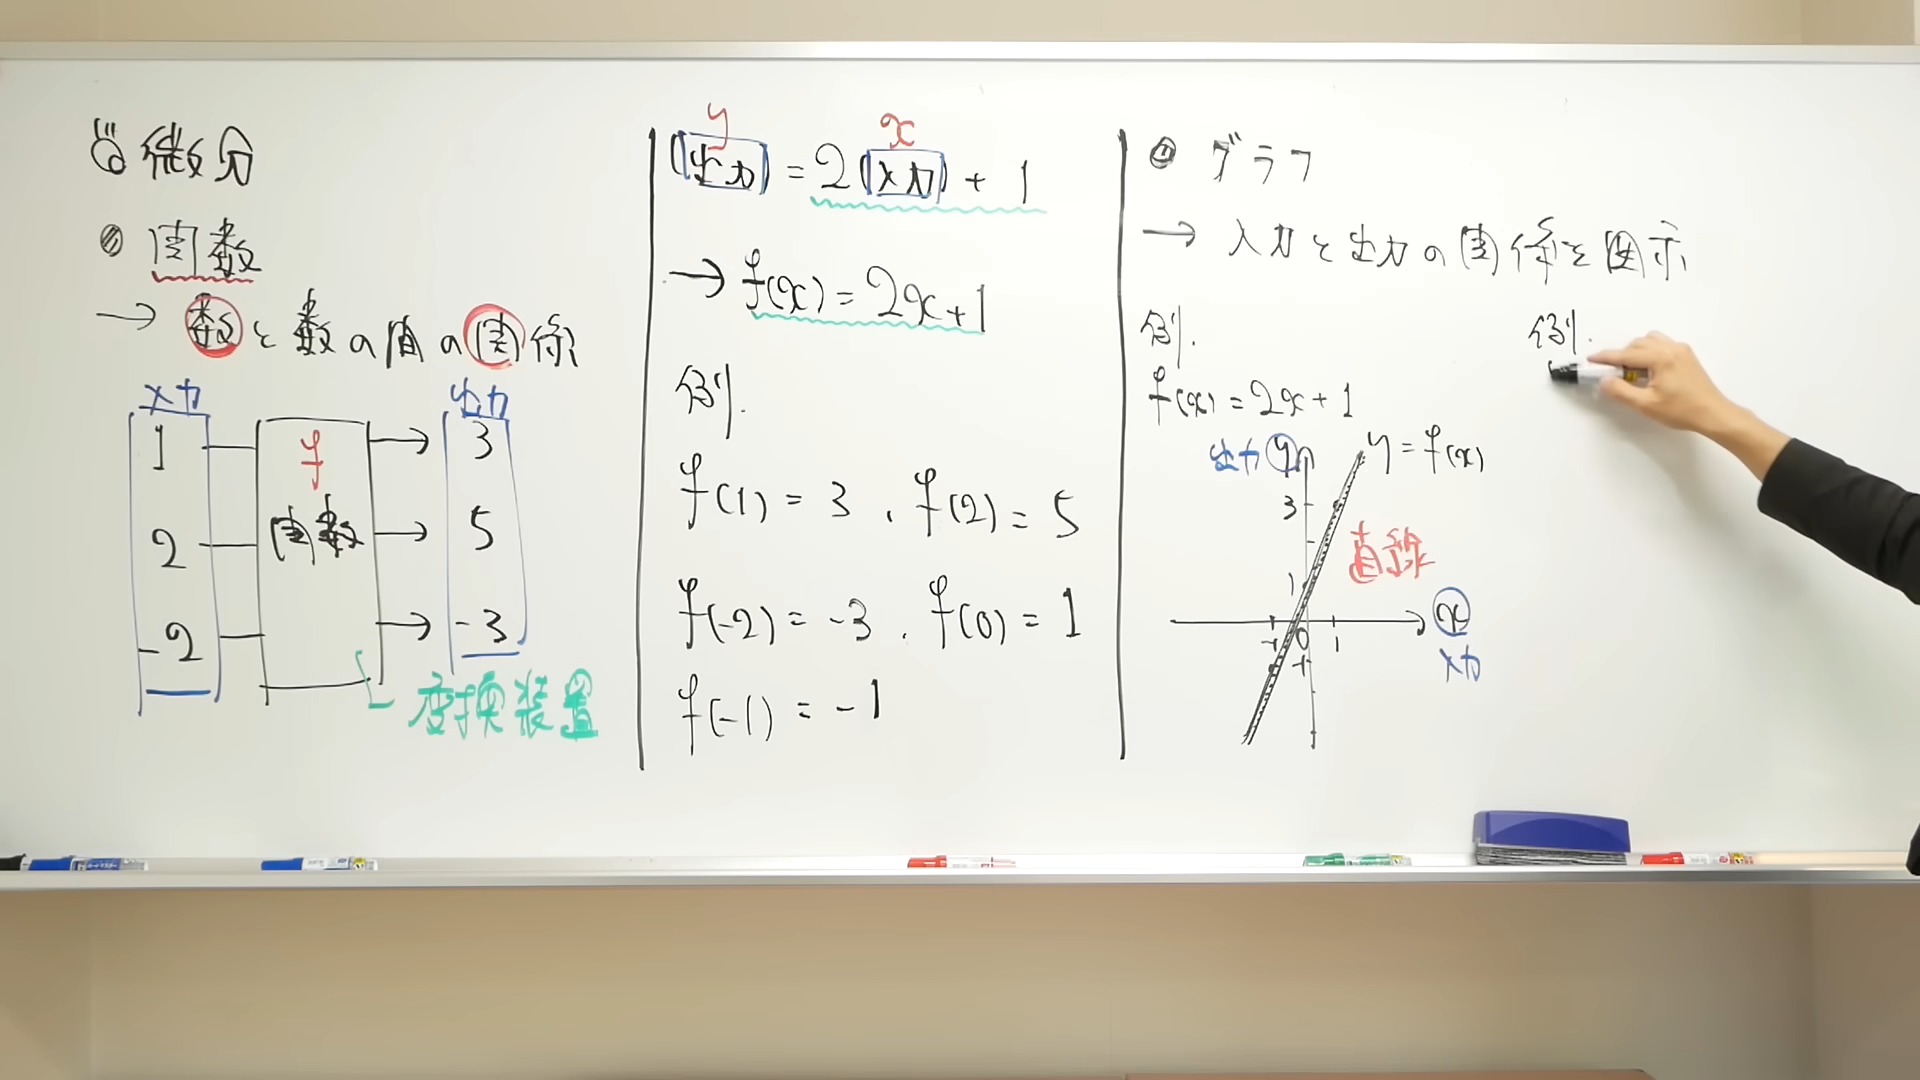 微分
関数
→ 数と数の間の関係
入力 出力
1 → 3
f
2 関数 → 5
-2 → -3
変換装置
y x
(出力) = 2(入力) + 1
→ f(x) = 2x+1
例.
f(1) = 3 , f(2) = 5
f(-2) = -3 , f(0) = 1
f(-1) = -1
グラフ
→ 入力と出力の関係を図示
例.
f(x) = 2x+1
出力 y
y = f(x)
3
直線
1
-1 0 1 x
入力
-1
例.